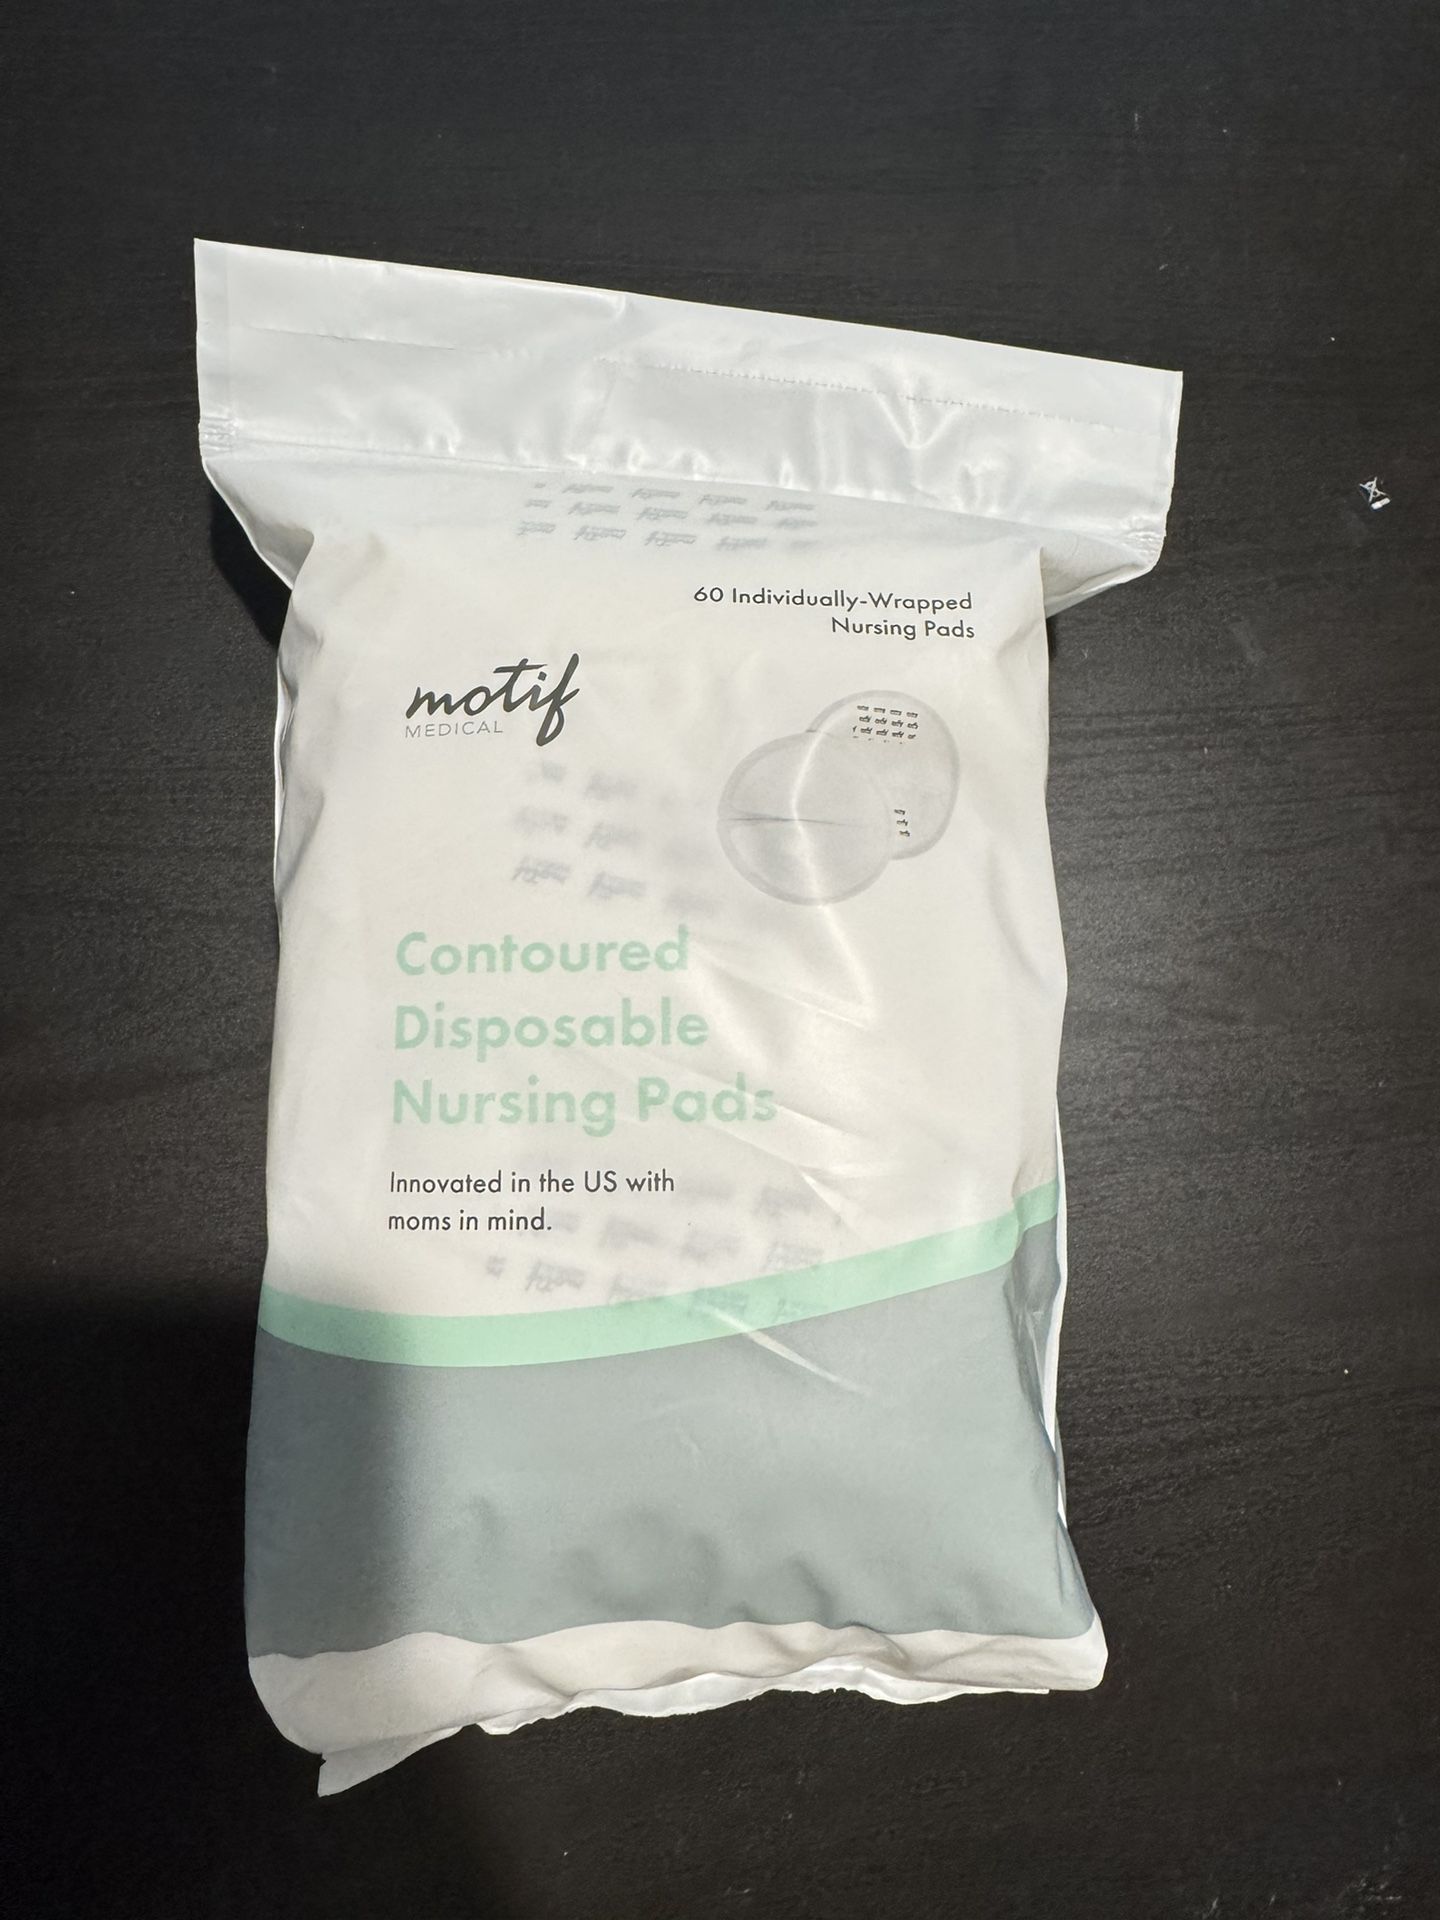 60 Individually-Wrapped
Nursing Pads
motif
MEDICAL
Contoured
Disposable
Nursing Pads
Innovated in the US with
moms in mind.